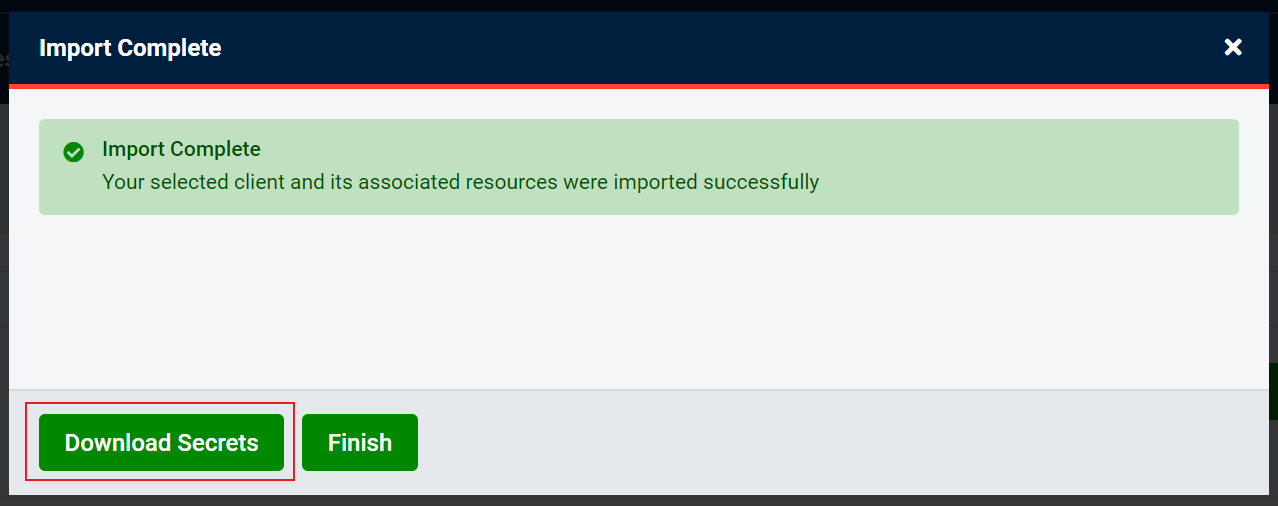 Import Complete
Import Complete
Your selected client and its associated resources were imported successfully
Download Secrets
Finish